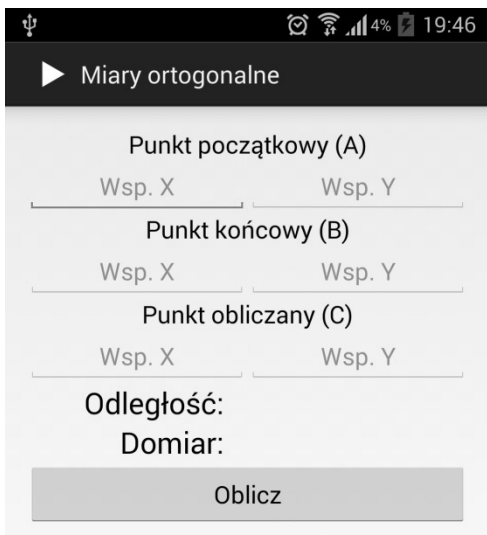 4% 19:46
Miary ortogonalne
Punkt początkowy (A)
Wsp. X Wsp. Y
Punkt końcowy (B)
Wsp. X Wsp. Y
Punkt obliczany (C)
Wsp. X Wsp. Y
Odległość:
Domiar:
Oblicz